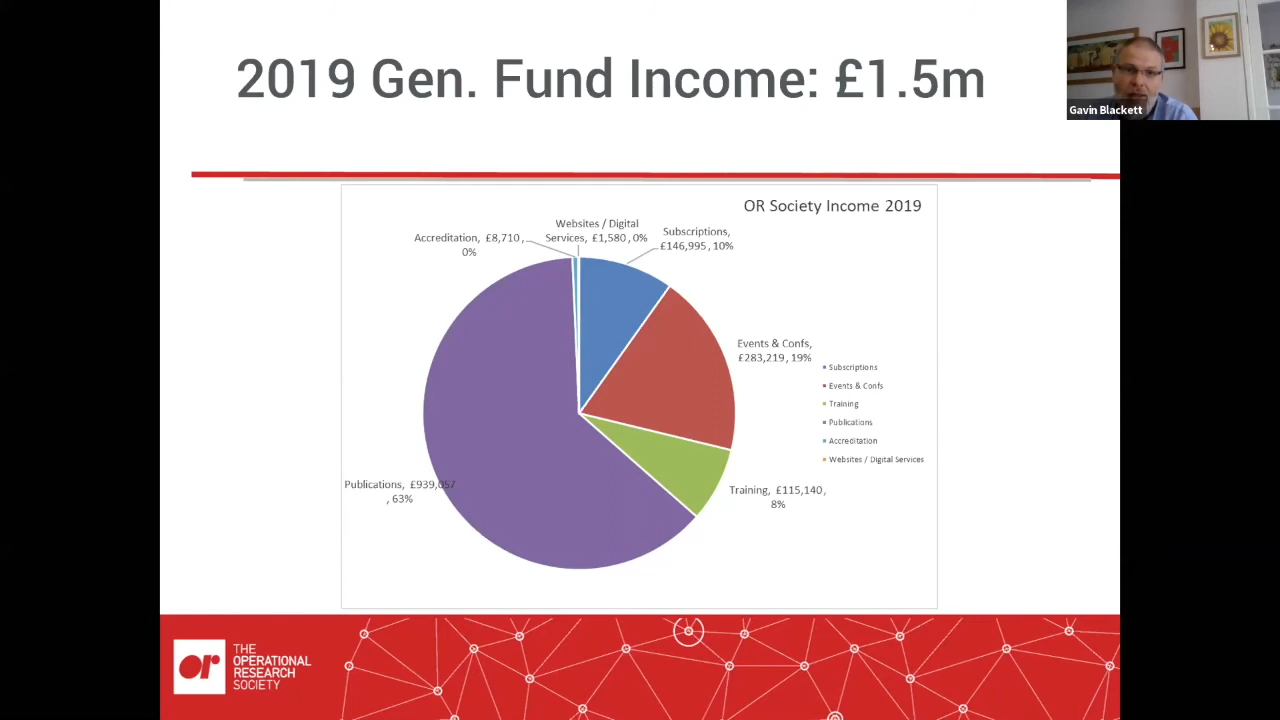 2019 Gen. Fund Income: £1.5m
Gavin Blackett
OR Society Income 2019
Websites / Digital
Services, £1,580, 0%
Accreditation, £8,710,
0%
Subscriptions,
£146,995, 10%
Events & Confs,
£283,219, 19%
Training, £115,140,
8%
Publications, £939,057
, 63%
Subscriptions
Events & Confs
Training
Publications
Accreditation
Websites / Digital Services
or
THE
OPERATIONAL
RESEARCH
SOCIETY